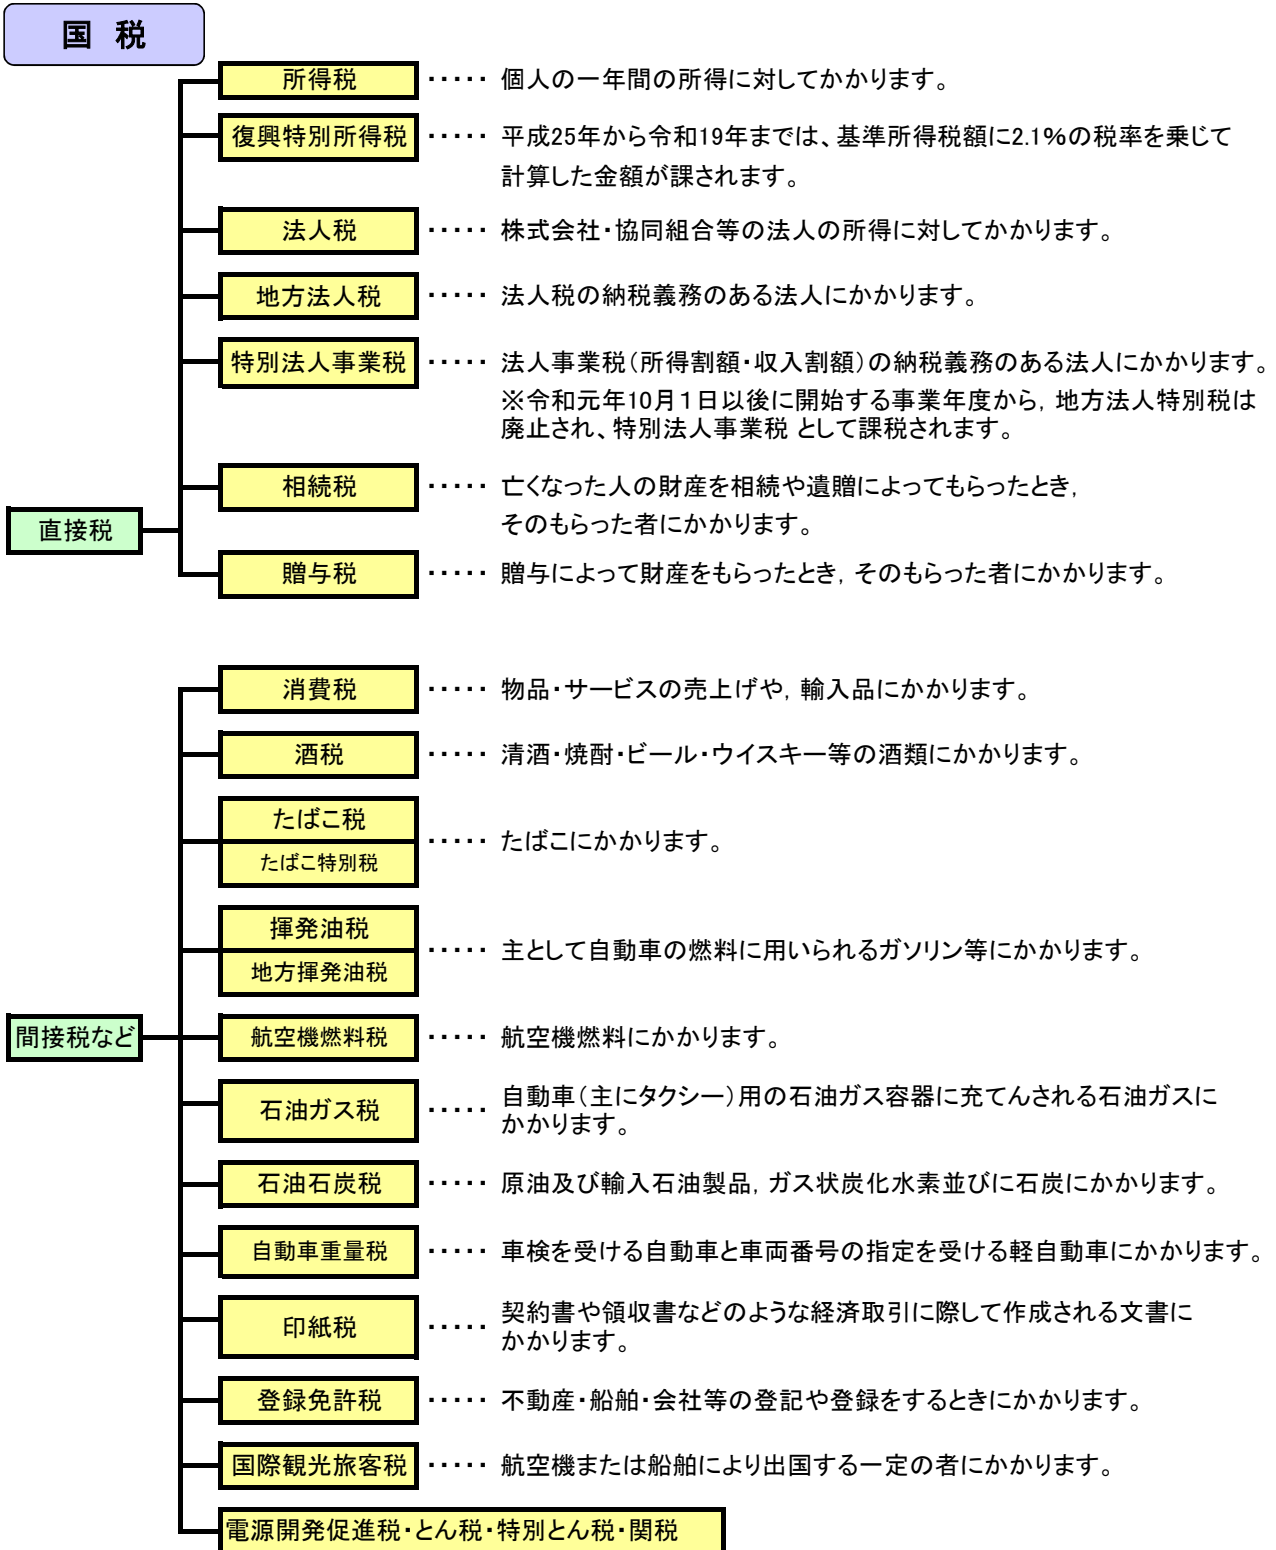 国 税
所得税 ・・・・・ 個人の一年間の所得に対してかかります。
復興特別所得税 ・・・・・ 平成25年から令和19年までは、基準所得税額に2.1%の税率を乗じて
計算した金額が課されます。
法人税 ・・・・・ 株式会社・協同組合等の法人の所得に対してかかります。
地方法人税 ・・・・・ 法人税の納税義務のある法人にかかります。
特別法人事業税 ・・・・・ 法人事業税(所得割額・収入割額)の納税義務のある法人にかかります。
※令和元年10月1日以後に開始する事業年度から,地方法人特別税は
廃止され、特別法人事業税 として課税されます。
相続税 ・・・・・ 亡くなった人の財産を相続や遺贈によってもらったとき,
そのもらった者にかかります。
直接税
贈与税 ・・・・・ 贈与によって財産をもらったとき,そのもらった者にかかります。
消費税 ・・・・・ 物品・サービスの売上げや,輸入品にかかります。
酒税 ・・・・・ 清酒・焼酎・ビール・ウイスキー等の酒類にかかります。
たばこ税
・・・・・ たばこにかかります。
たばこ特別税
揮発油税
・・・・・ 主として自動車の燃料に用いられるガソリン等にかかります。
地方揮発油税
間接税など
航空機燃料税 ・・・・・ 航空機燃料にかかります。
石油ガス税 ・・・・・ 自動車(主にタクシー)用の石油ガス容器に充てんされる石油ガスに
かかります。
石油石炭税 ・・・・・ 原油及び輸入石油製品,ガス状炭化水素並びに石炭にかかります。
自動車重量税 ・・・・・ 車検を受ける自動車と車両番号の指定を受ける軽自動車にかかります。
印紙税 ・・・・・ 契約書や領収書などのような経済取引に際して作成される文書に
かかります。
登録免許税 ・・・・・ 不動産・船舶・会社等の登記や登録をするときにかかります。
国際観光旅客税 ・・・・・ 航空機または船舶により出国する一定の者にかかります。
電源開発促進税・とん税・特別とん税・関税